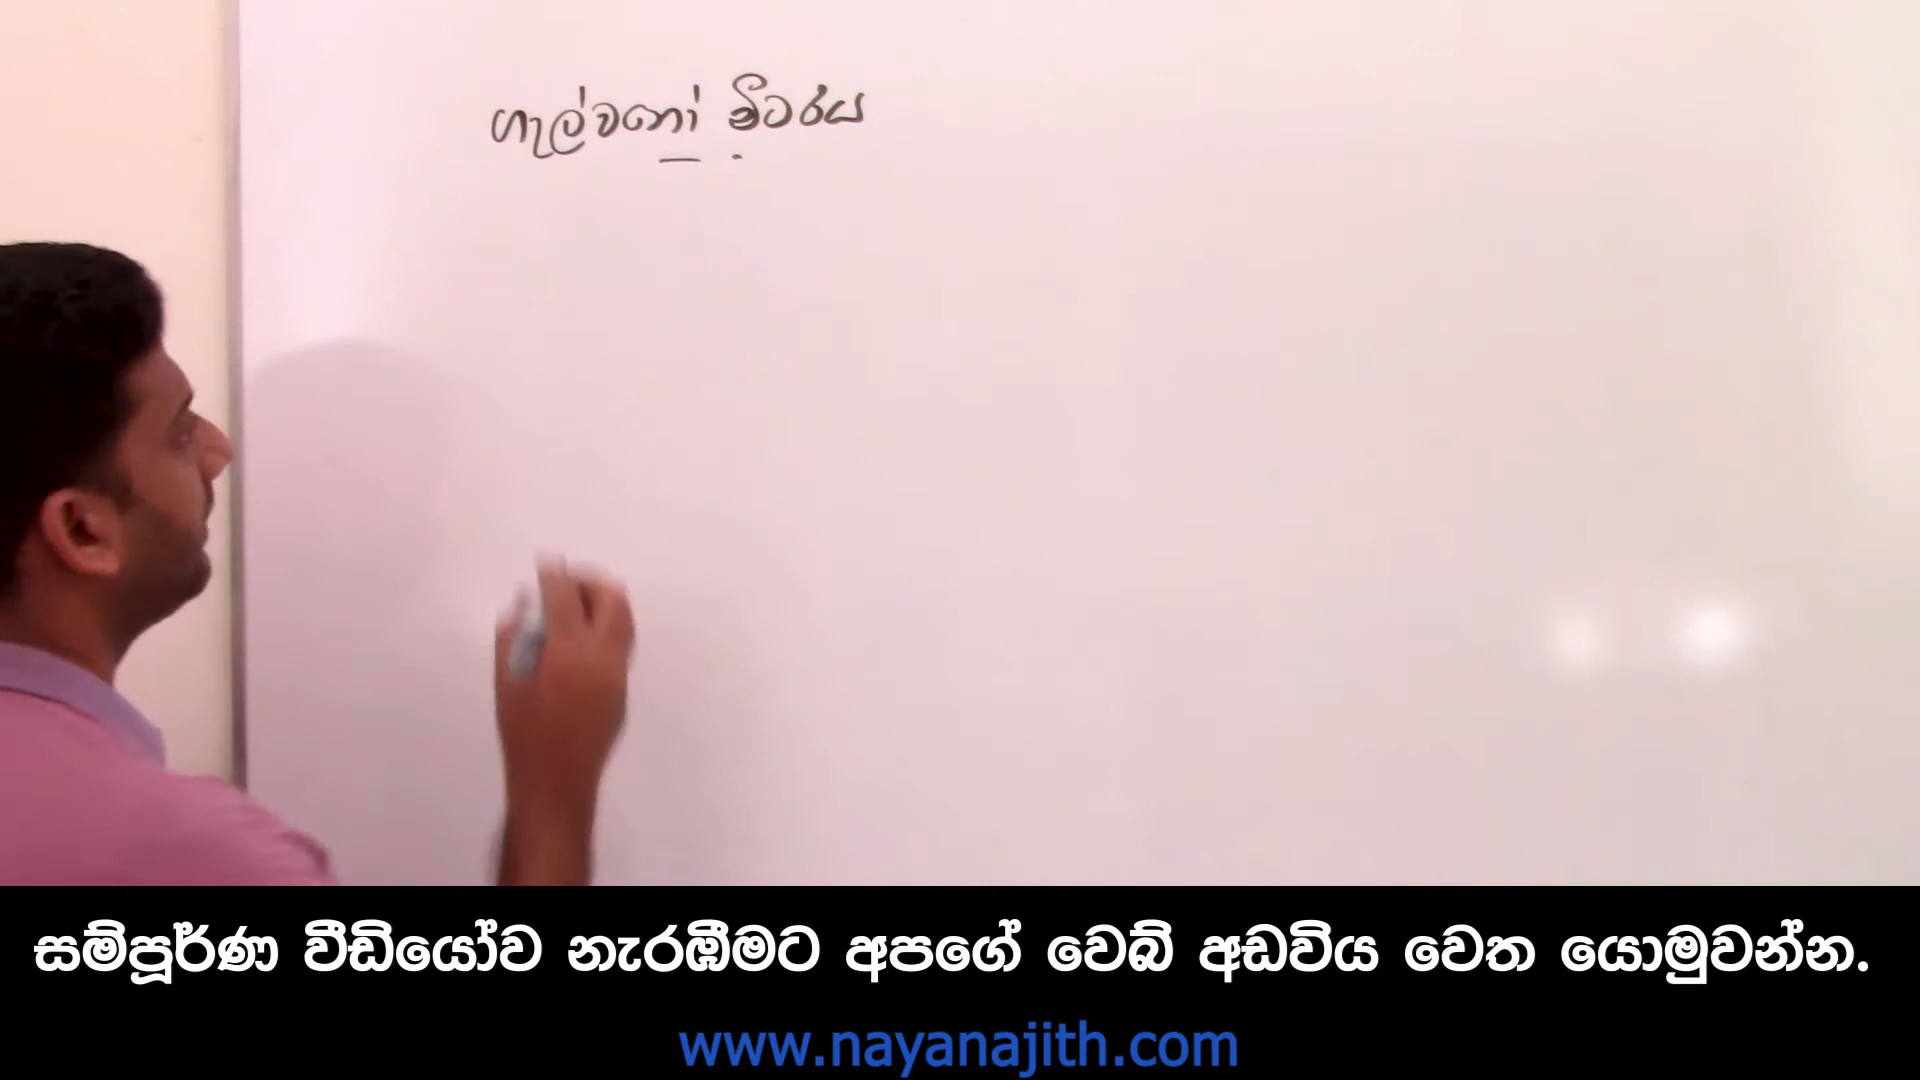 ගැල්වනෝ මීටරය
සම්පූර්ණ වීඩියෝව නැරඹීමට අපගේ වෙබ් අඩවිය වෙත යොමුවන්න.
www.nayanajith.com